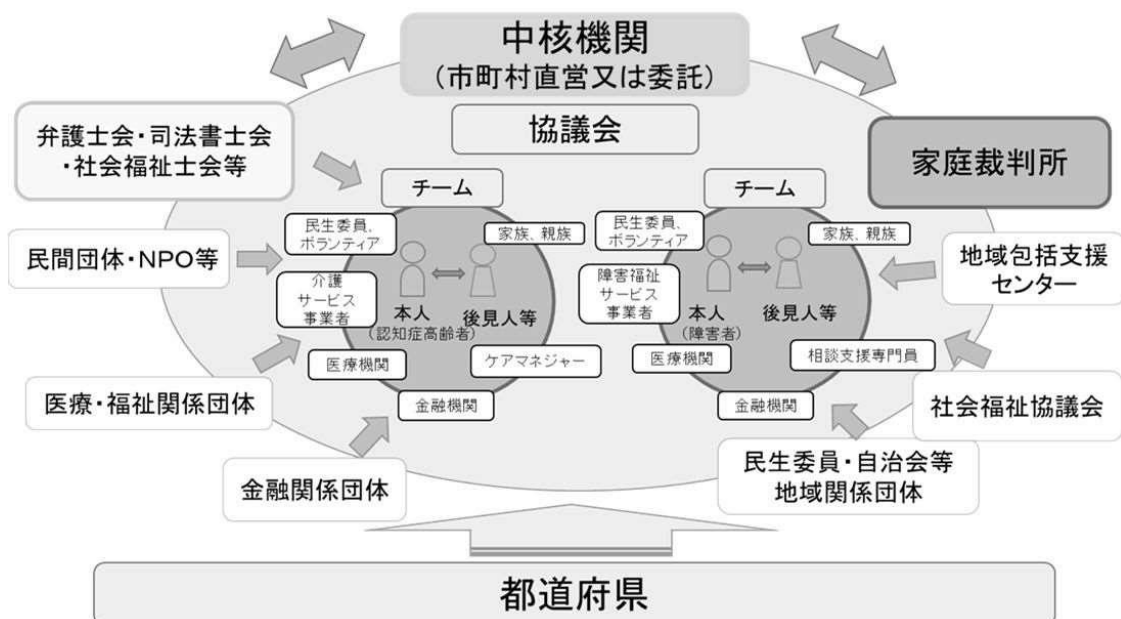 中核機関
(市町村直営又は委託)
協議会
弁護士会・司法書士会
・社会福祉士会等
家庭裁判所
チーム
民生委員、
ボランティア
家族、親族
介護
サービス
事業者
本人
(認知症高齢者)
後見人等
医療機関
ケアマネジャー
金融機関
チーム
民生委員、
ボランティア
家族、親族
障害福祉
サービス
事業者
本人
(障害者)
後見人等
医療機関
相談支援専門員
金融機関
民間団体・NPO等
地域包括支援
センター
医療・福祉関係団体
社会福祉協議会
金融関係団体
民生委員・自治会等
地域関係団体
都道府県